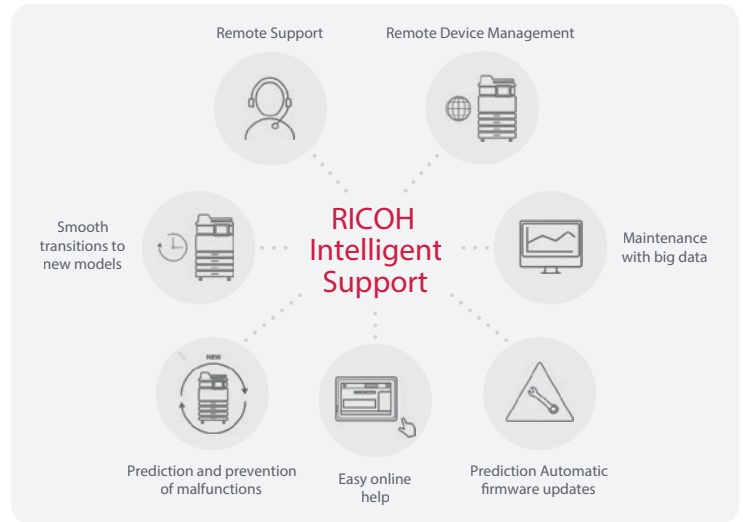 Remote Support
Remote Device Management
RICOH
Intelligent
Support
Smooth
transitions to
new models
Maintenance
with big data
NEW
Prediction and prevention
of malfunctions
Easy online
help
Prediction Automatic
firmware updates